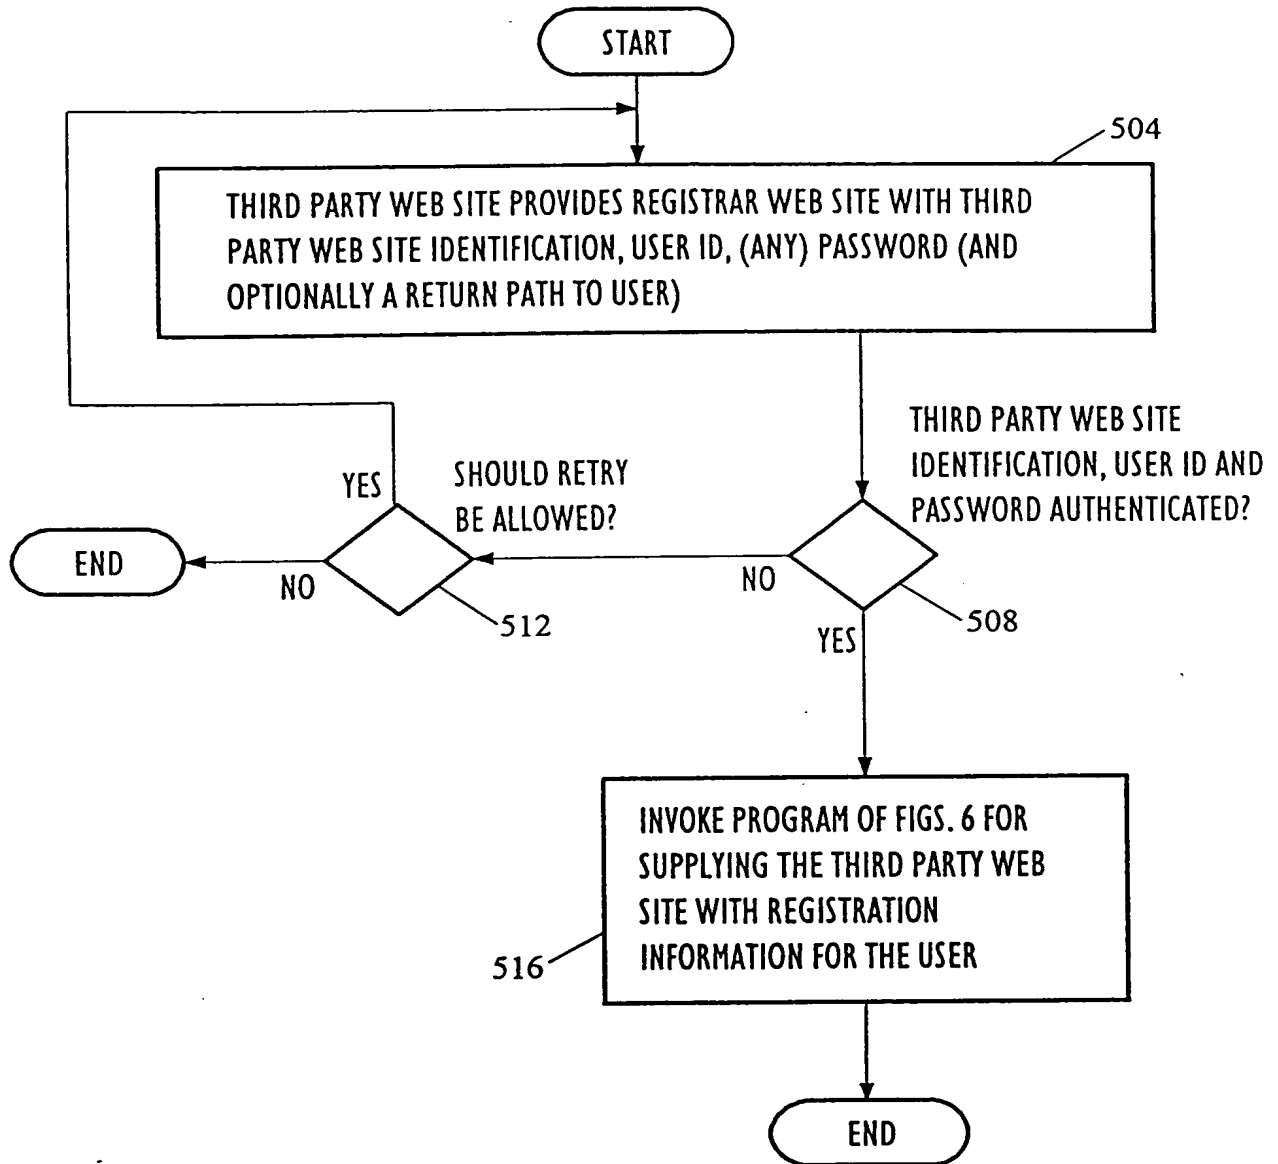 START
504
THIRD PARTY WEB SITE PROVIDES REGISTRAR WEB SITE WITH THIRD
PARTY WEB SITE IDENTIFICATION, USER ID, (ANY) PASSWORD (AND
OPTIONALLY A RETURN PATH TO USER)
THIRD PARTY WEB SITE
IDENTIFICATION, USER ID AND
PASSWORD AUTHENTICATED?
YES
SHOULD RETRY
BE ALLOWED?
END
NO
512
NO
508
YES
INVOKE PROGRAM OF FIGS. 6 FOR
SUPPLYING THE THIRD PARTY WEB
SITE WITH REGISTRATION
INFORMATION FOR THE USER
516
END